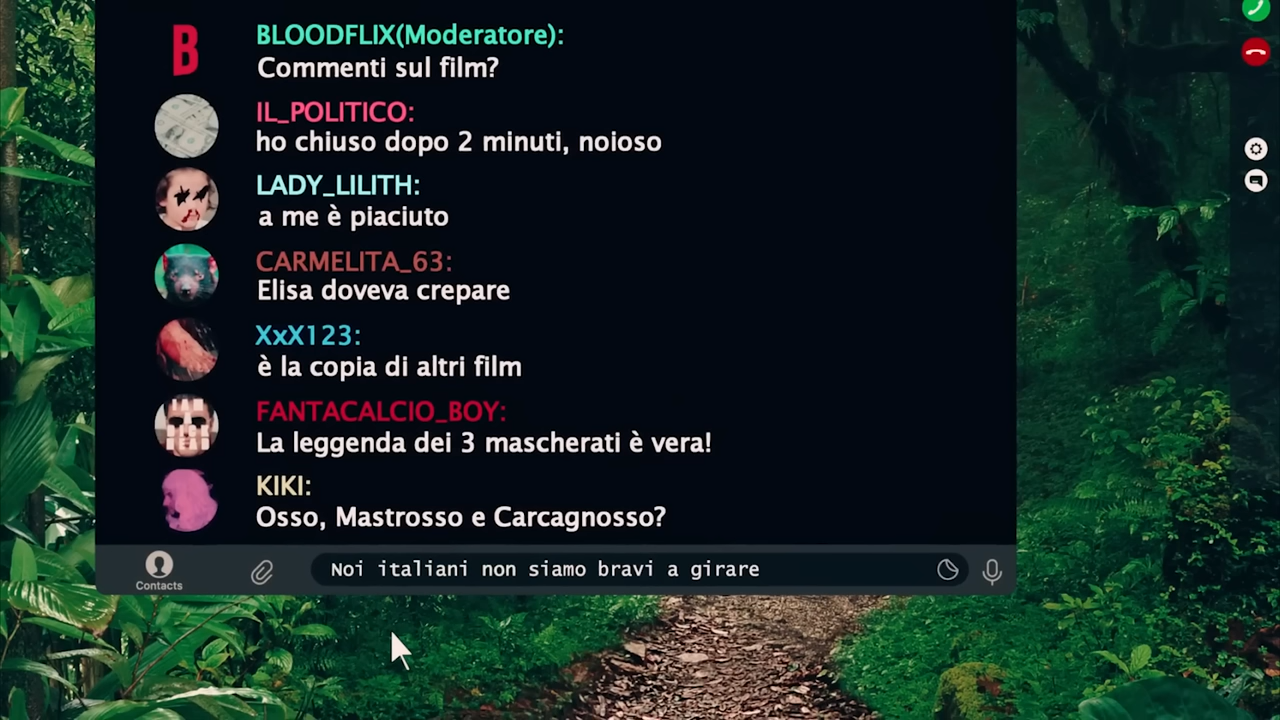 B
BLOODFLIX(Moderatore):
Commenti sul film?
IL_POLITICO:
ho chiuso dopo 2 minuti, noioso
LADY_LILITH:
a me è piaciuto
CARMELITA_63:
Elisa doveva crepare
XxX123:
è la copia di altri film
FANTACALCIO_BOY:
La leggenda dei 3 mascherati è vera!
KIKI:
Osso, Mastrosso e Carcagnosso?
Contacts
Noi italiani non siamo bravi a girare